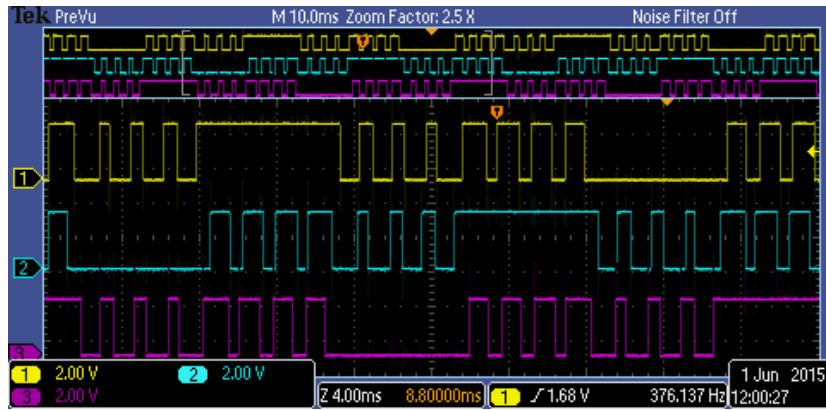 Tek PreVu M 10.0ms Zoom Factor: 2.5 X Noise Filter Off
T
T
1
2
3
1 2.00 V 2 2.00 V
3 2.00 V
Z 4.00ms 8.80000ms 1 1.68 V 376.137 Hz
1 Jun 2015
12:00:27